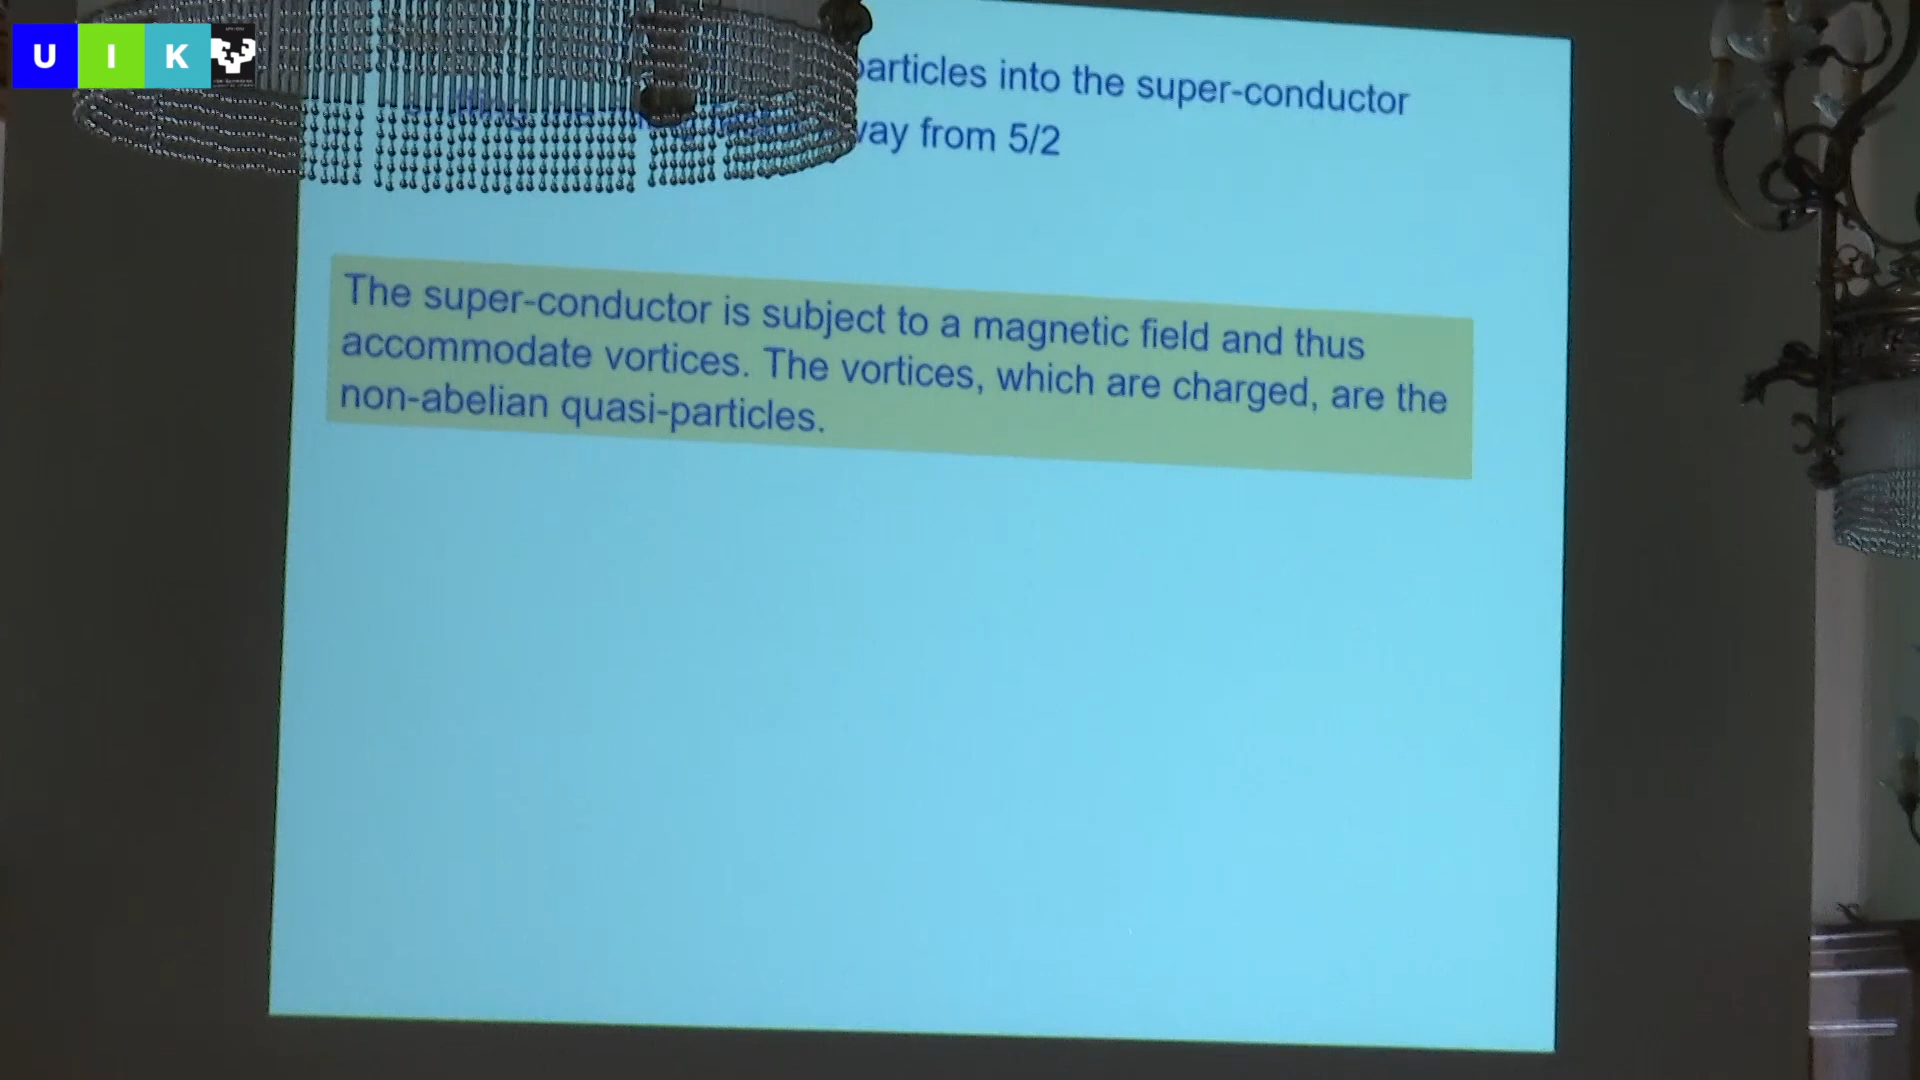 U I K
particles into the super-conductor
way from 5/2
The super-conductor is subject to a magnetic field and thus
accommodate vortices. The vortices, which are charged, are the
non-abelian quasi-particles.